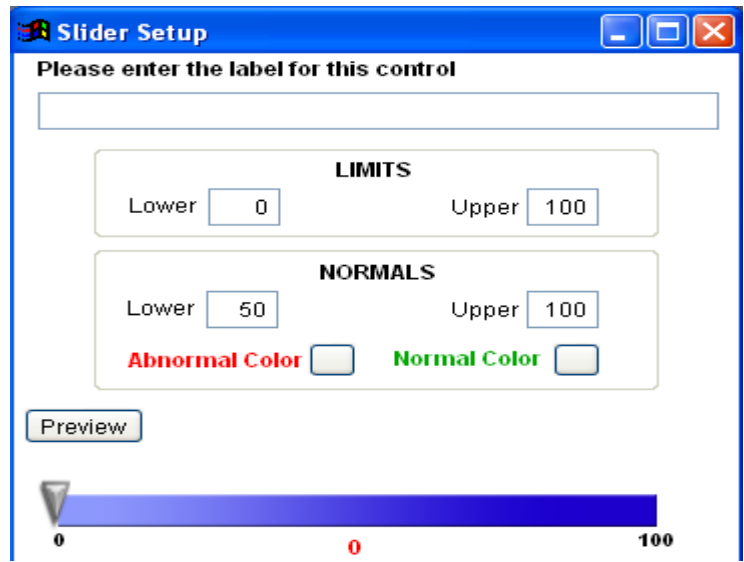 Slider Setup
Please enter the label for this control
LIMITS
Lower 0 Upper 100
NORMALS
Lower 50 Upper 100
Abnormal Color Normal Color
Preview
0 0 100